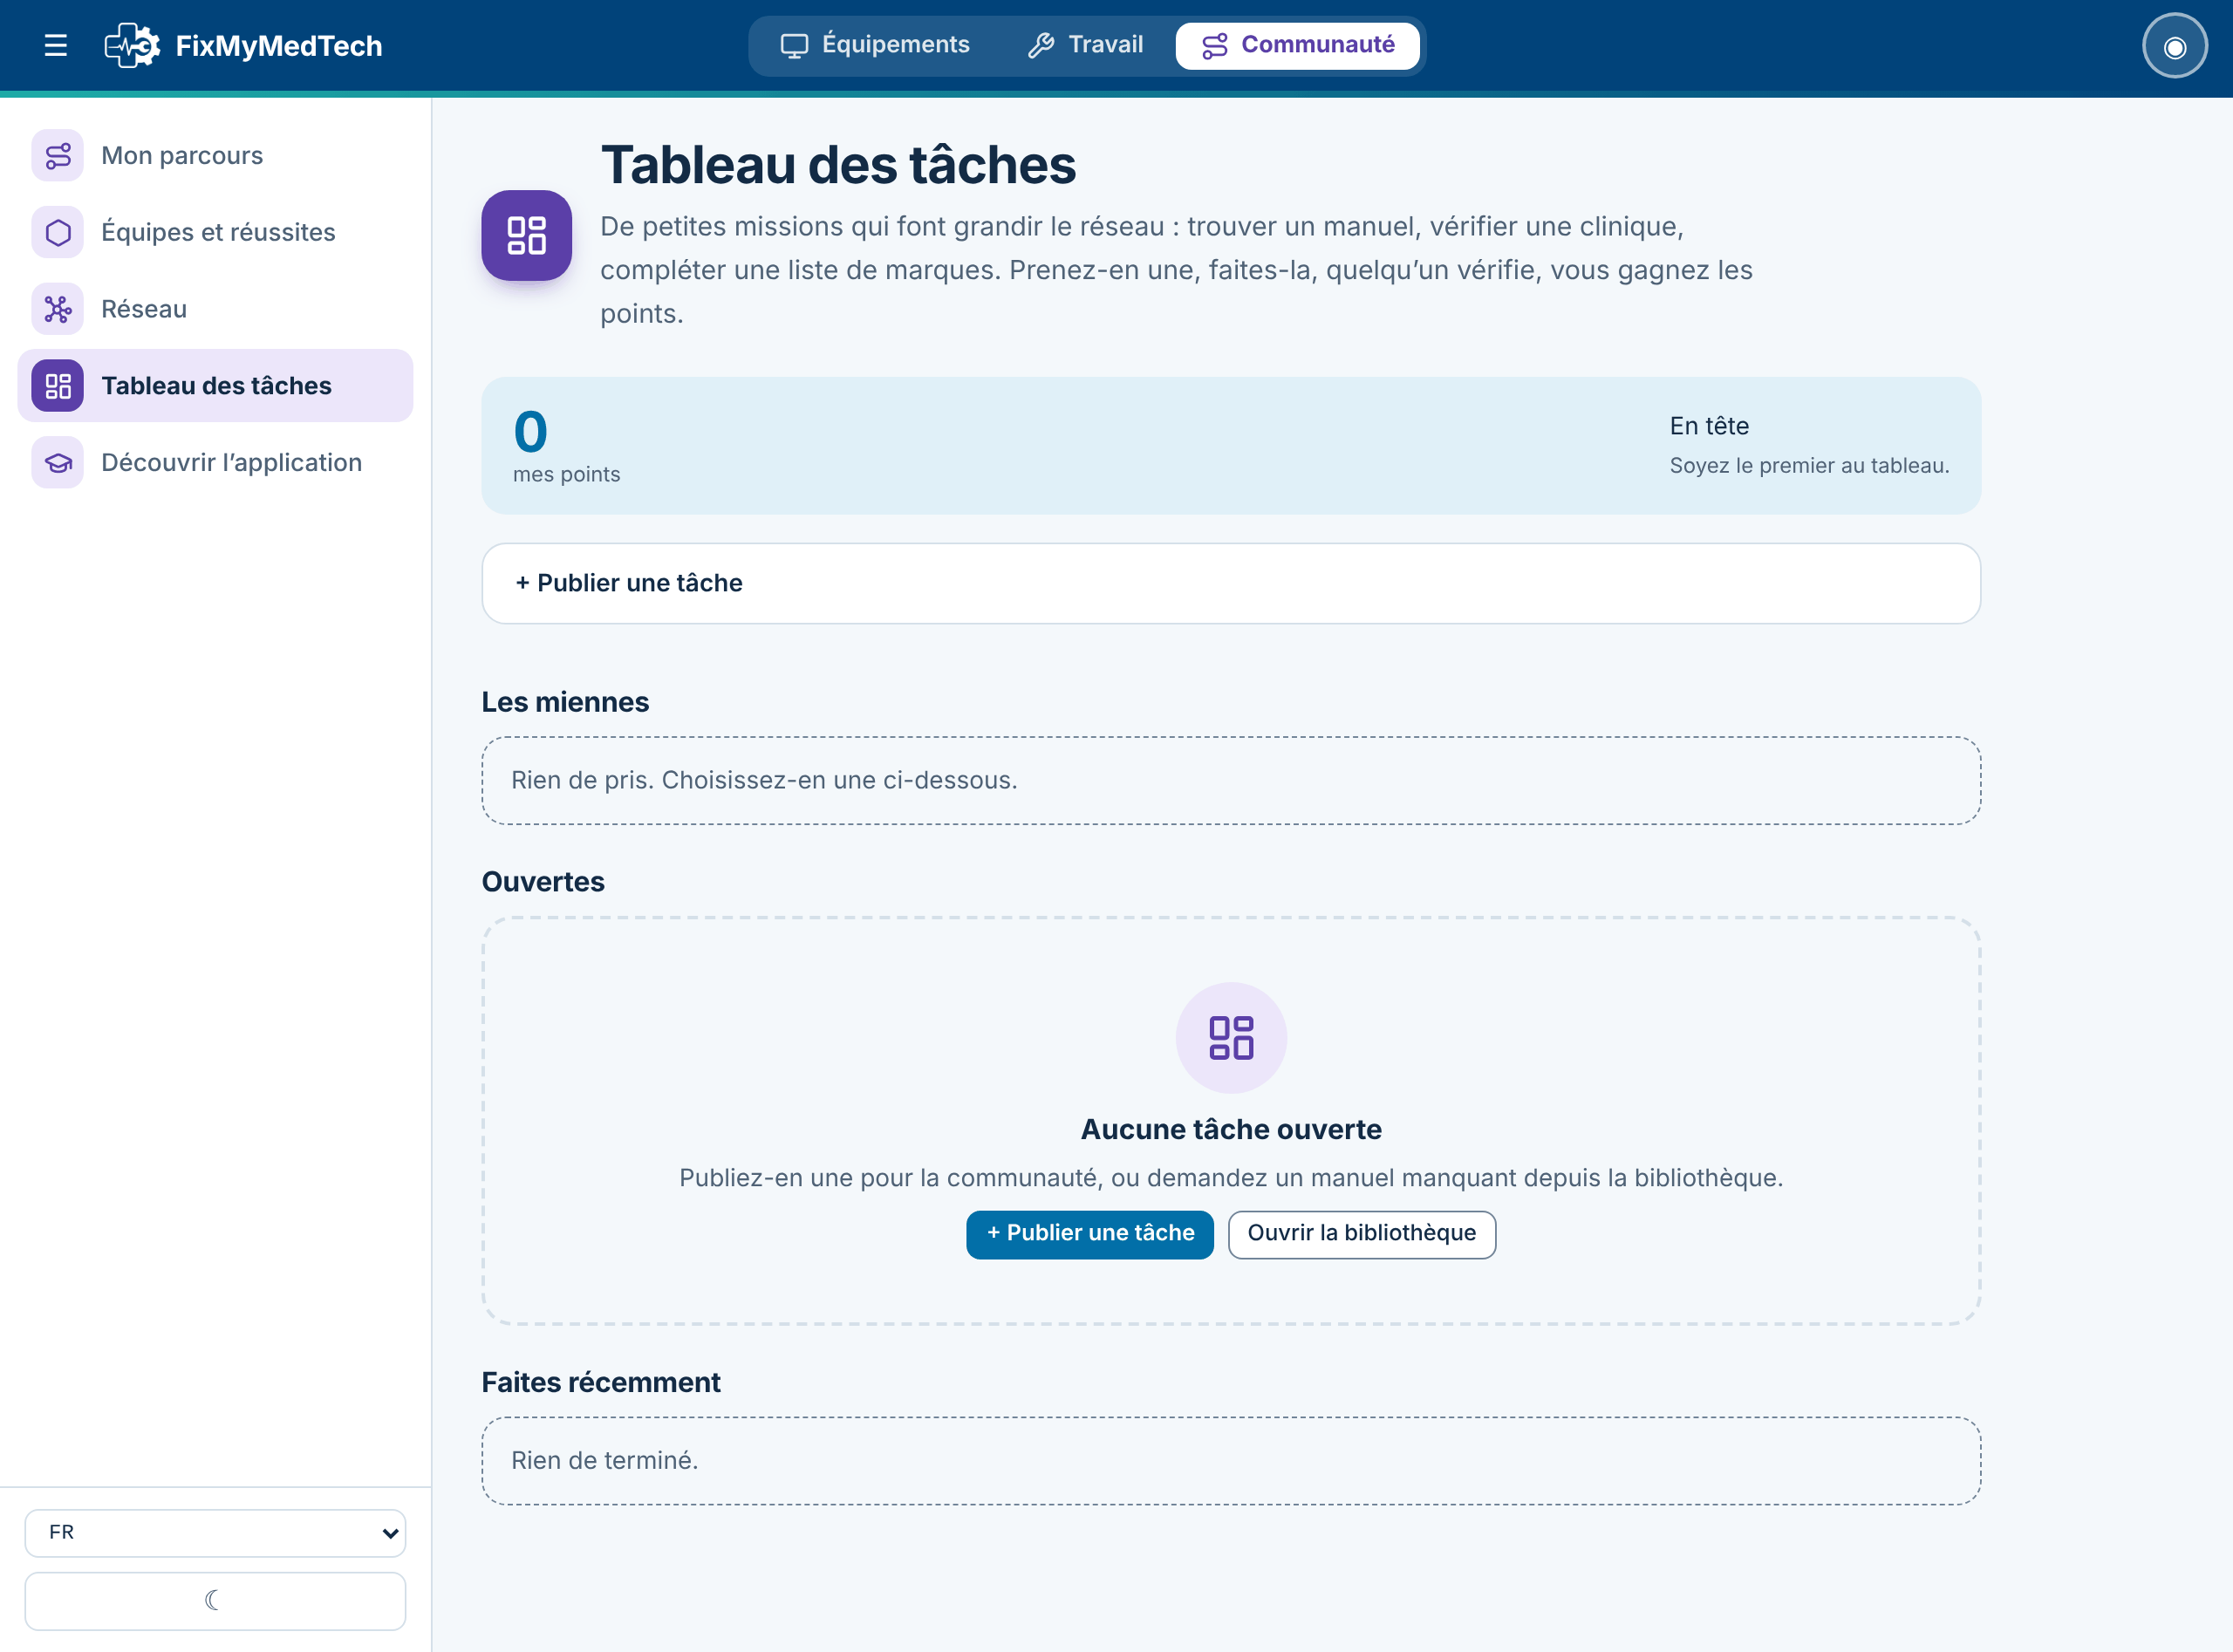 FixMyMedTech
Équipements
Travail
Communauté
Mon parcours
Équipes et réussites
Réseau
Tableau des tâches
Découvrir l’application
FR
Tableau des tâches
De petites missions qui font grandir le réseau : trouver un manuel, vérifier une clinique,
compléter une liste de marques. Prenez-en une, faites-la, quelqu’un vérifie, vous gagnez les
points.
0
mes points
En tête
Soyez le premier au tableau.
+ Publier une tâche
Les miennes
Rien de pris. Choisissez-en une ci-dessous.
Ouvertes
Aucune tâche ouverte
Publiez-en une pour la communauté, ou demandez un manuel manquant depuis la bibliothèque.
+ Publier une tâche
Ouvrir la bibliothèque
Faites récemment
Rien de terminé.